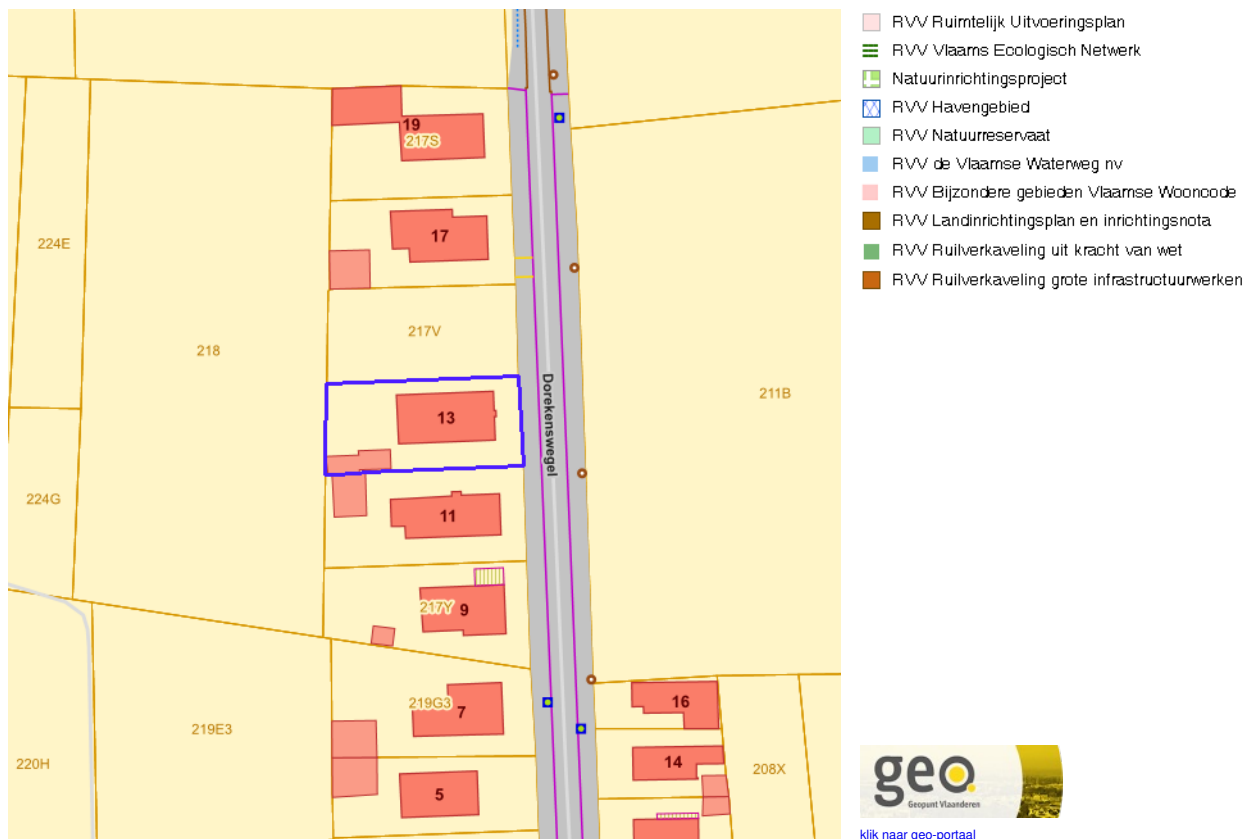 19
217S
17
224E
217V
218
13
Dorekenswegel
211B
224G
11
217Y
9
219G3
7
16
219E3
220H
14
208X
5
RVV Ruimtelijk Uitvoeringsplan
RVV Vlaams Ecologisch Netwerk
Natuurinrichtingsproject
RVV Havengebied
RVV Natuurreservaat
RVV de Vlaamse Waterweg nv
RVV Bijzondere gebieden Vlaamse Wooncode
RVV Landinrichtingsplan en inrichtingsnota
RVV Ruilverkaveling uit kracht van wet
RVV Ruilverkaveling grote infrastructuurwerken
geo
Geopunt Vlaanderen
klik naar geo-portaal